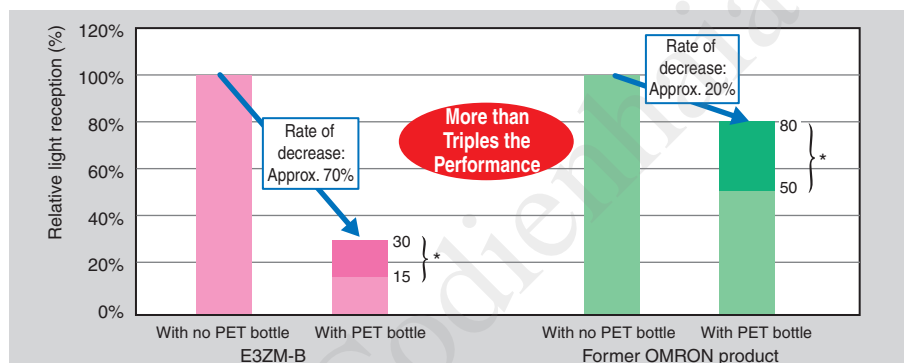 Relative light reception (%)
120%
100%
80%
60%
40%
20%
0%
Rate of
decrease:
Approx. 70%
30
15
*
More than
Triples the
Performance
Rate of
decrease:
Approx. 20%
80
50
*
With no PET bottle
With PET bottle
With no PET bottle
With PET bottle
E3ZM-B
Former OMRON product